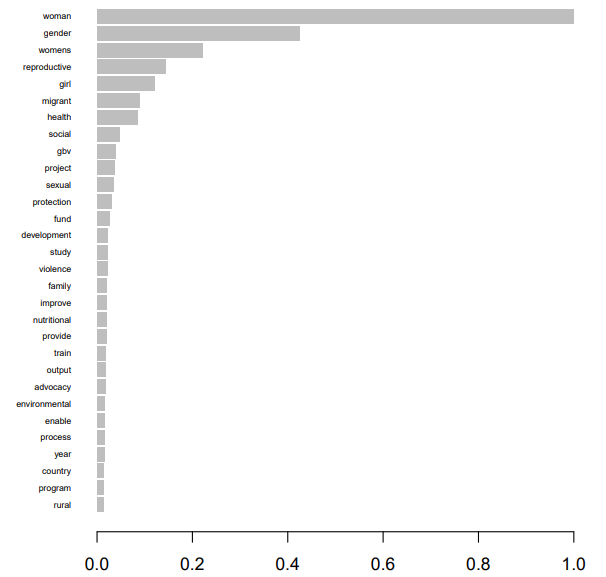 woman
gender
womens
reproductive
girl
migrant
health
social
gbv
project
sexual
protection
fund
development
study
violence
family
improve
nutritional
provide
train
output
advocacy
environmental
enable
process
year
country
program
rural
0.0 0.2 0.4 0.6 0.8 1.0